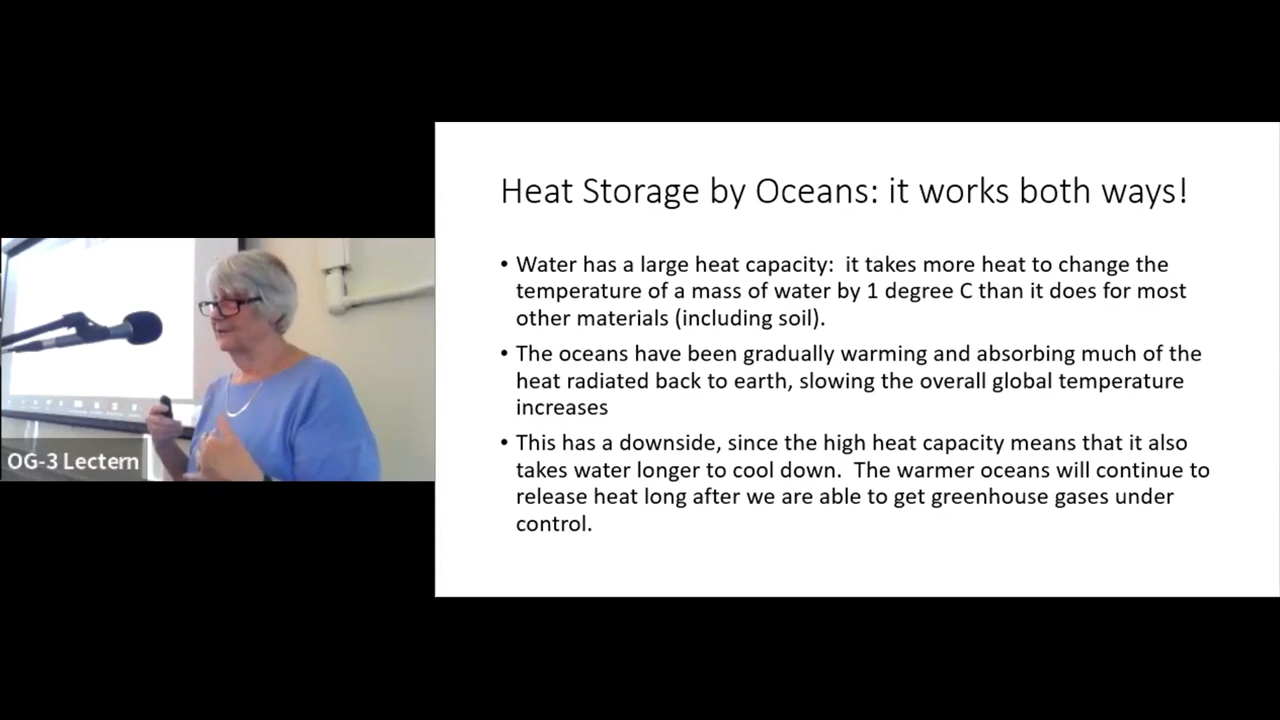 Heat Storage by Oceans: it works both ways!
• Water has a large heat capacity:  it takes more heat to change the
temperature of a mass of water by 1 degree C than it does for most
other materials (including soil).
• The oceans have been gradually warming and absorbing much of the
heat radiated back to earth, slowing the overall global temperature
increases
• This has a downside, since the high heat capacity means that it also
takes water longer to cool down.  The warmer oceans will continue to
release heat long after we are able to get greenhouse gases under
control.
OG-3 Lectern